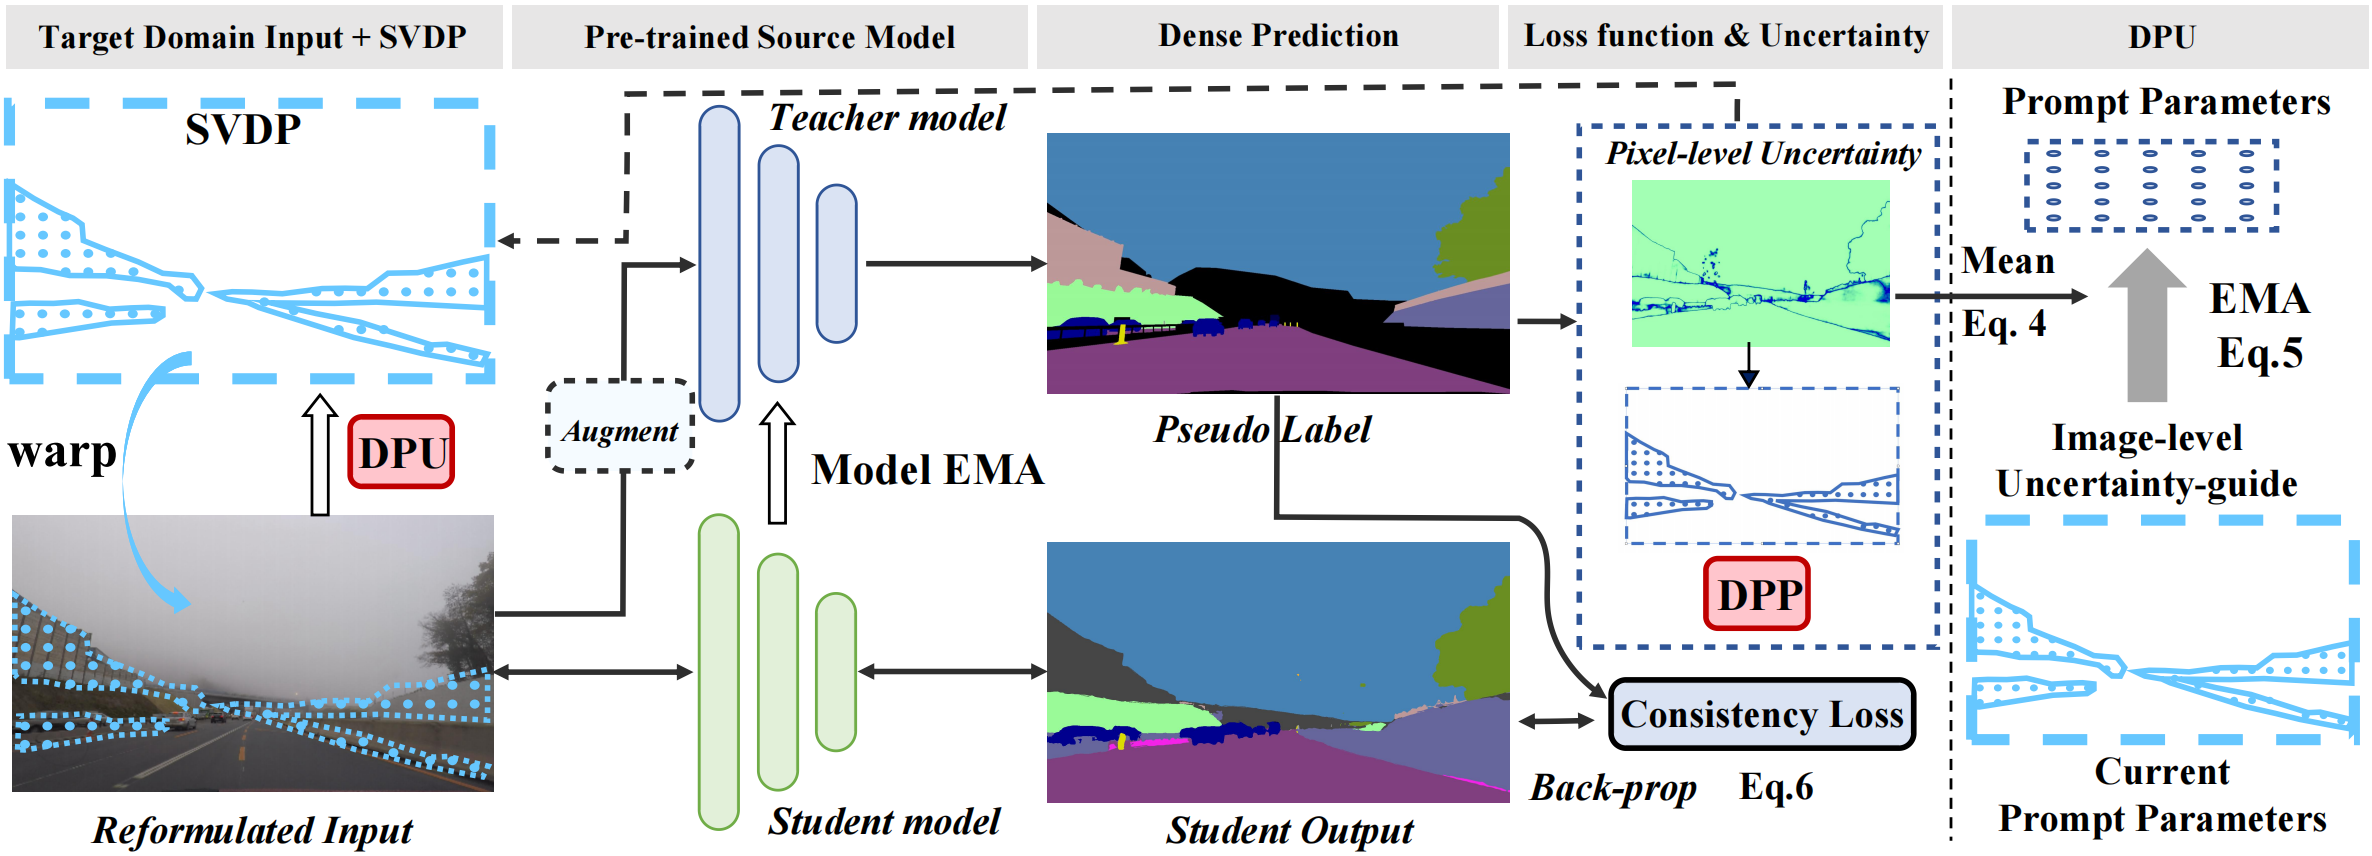 Target Domain Input + SVDP
Pre-trained Source Model
Dense Prediction
Loss function & Uncertainty
DPU
SVDP
warp
DPU
Reformulated Input
Augment
Teacher model
Model EMA
Student model
Pseudo Label
Student Output
Pixel-level Uncertainty
DPP
Consistency Loss
Back-prop
Eq.6
Prompt Parameters
Mean
Eq. 4
EMA
Eq.5
Image-level
Uncertainty-guide
Current
Prompt Parameters